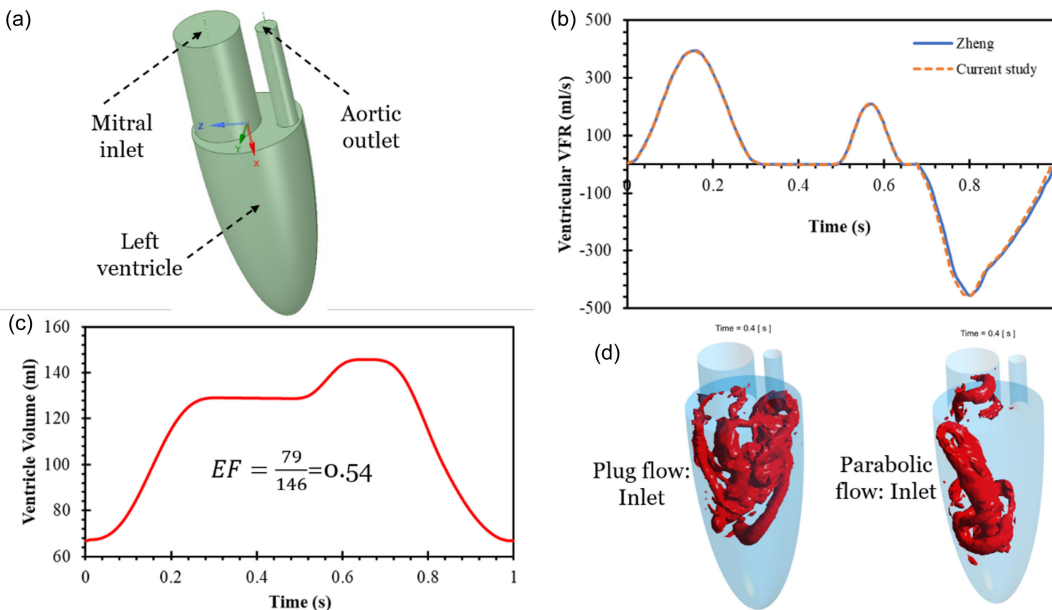 (a)
Mitral
inlet
Aortic
outlet
Z
Y
X
Left
ventricle
(b)
Ventricular VFR (ml/s)
500
300
100
-100
-300
-500
0
0.2
0.4
0.6
0.8
Time (s)
Zheng
Current study
(c)
Ventricle Volume (ml)
160
140
120
100
80
60
0
0.2
0.4
0.6
0.8
1
Time (s)
EF = 79/146 =0.54
(d)
Time = 0.4 [ s ]
Plug flow:
Inlet
Time = 0.4 [ s ]
Parabolic
flow: Inlet